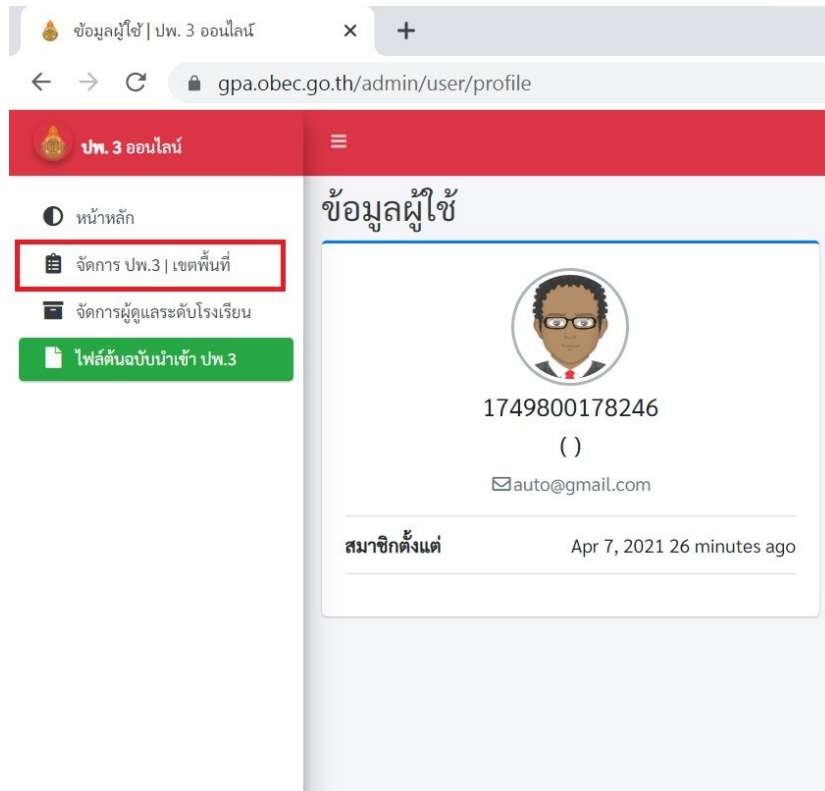 ข้อมูลผู้ใช้ | ปพ. 3 ออนไลน์
gpa.obec.go.th/admin/user/profile
ปพ. 3 ออนไลน์
หน้าหลัก
จัดการ ปพ.3 | เขตพื้นที่
จัดการผู้ดูแลระดับโรงเรียน
ไฟล์ต้นฉบับนำเข้า ปพ.3
ข้อมูลผู้ใช้
1749800178246
( )
auto@gmail.com
สมาชิกตั้งแต่ Apr 7, 2021 26 minutes ago